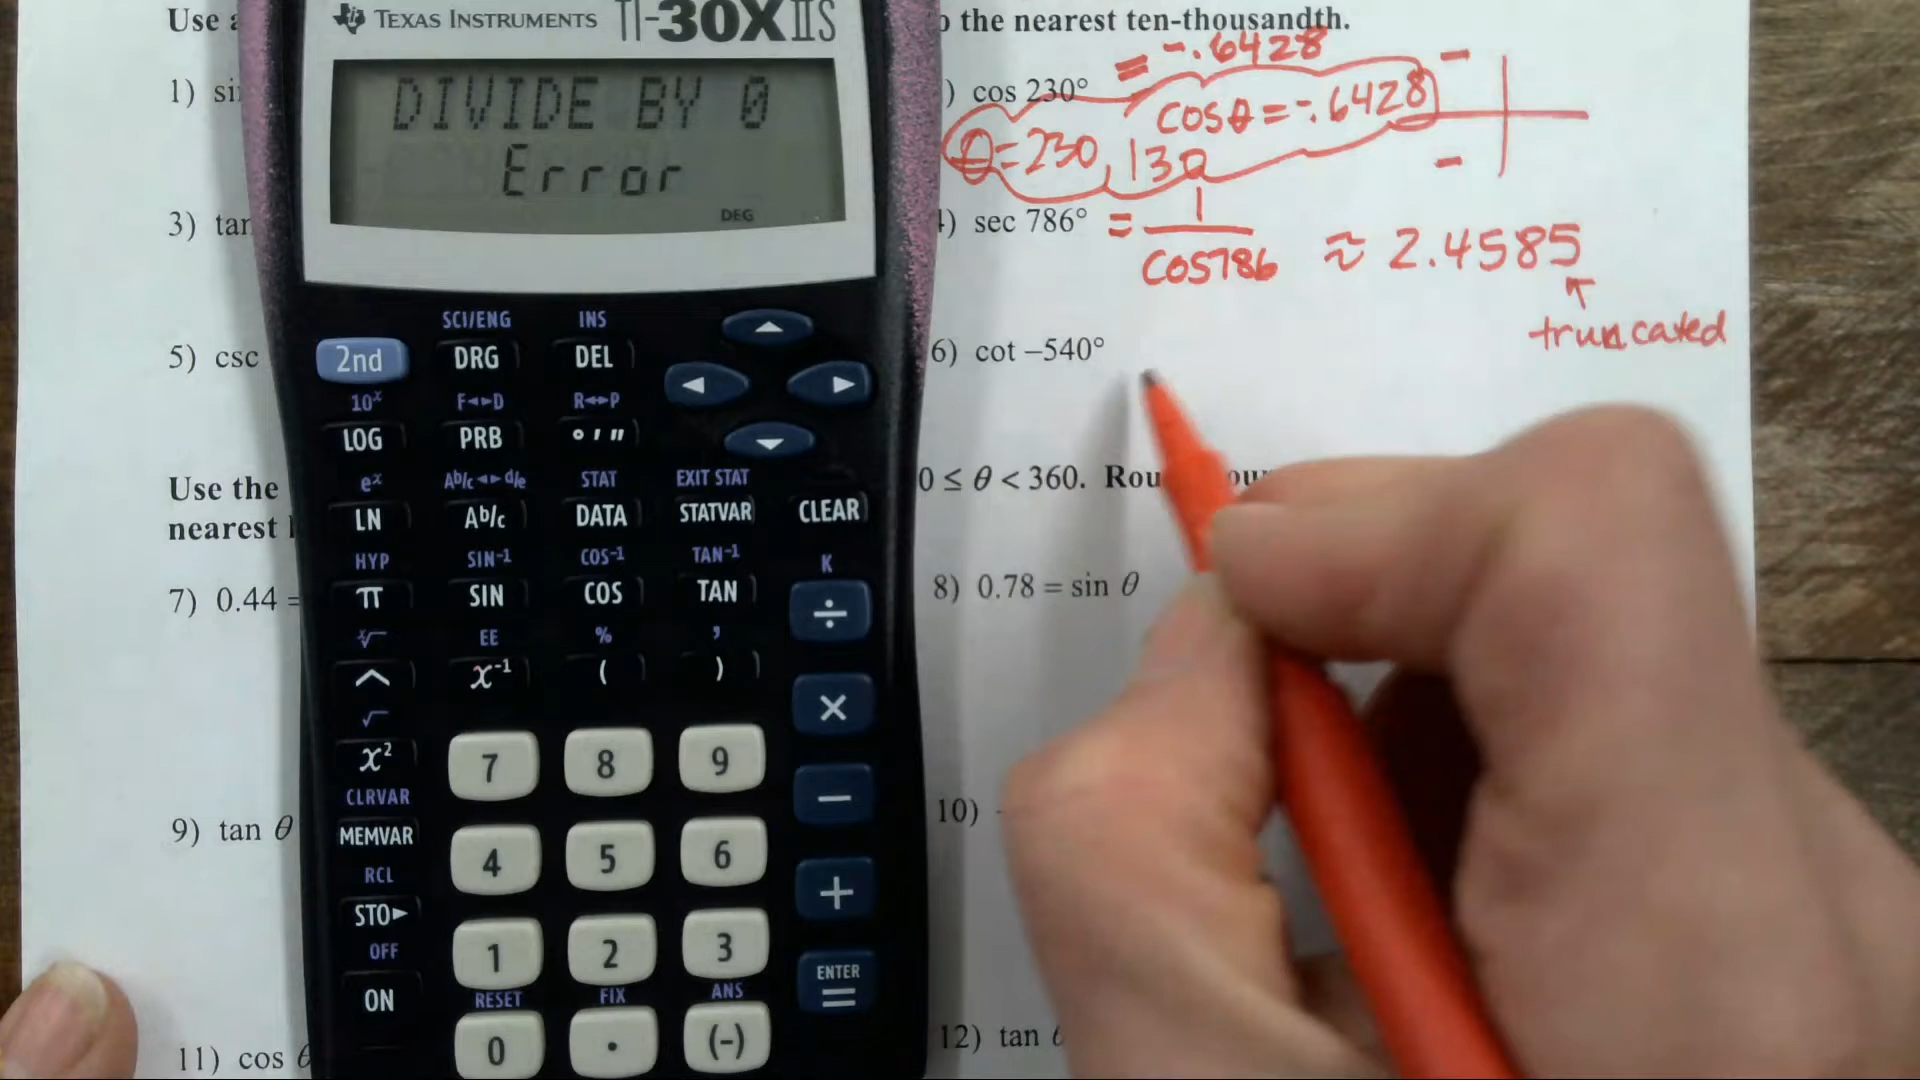 Use
TEXAS INSTRUMENTS TI-30XIIS
the nearest ten-thousandth.
DIVIDE BY 0
Error
DEG
1)
) cos 230° = -.6428
cosθ = -.6428
θ = 230, 130
-
-
3) tan
) sec 786° = 1
cos786 ≈ 2.4585
truncated
5) csc
6) cot –540°
SCI/ENG INS
2nd DRG DEL
10ˣ F◄►D R◄►P
LOG PRB ° ' "
eˣ Ab/c◄►d/e STAT EXIT STAT
LN Ab/c DATA STATVAR CLEAR
HYP SIN⁻¹ COS⁻¹ TAN⁻¹ K
π SIN COS TAN ÷
ˣ√ EE % ,
^ x⁻¹ ( ) ×
√
x² 7 8 9 −
CLRVAR
MEMVAR 4 5 6 +
RCL
STO► 1 2 3 ENTER =
OFF RESET FIX ANS
ON 0 . (-)
Use the
0 ≤ θ < 360.
nearest
7) 0.44 =
8) 0.78 = sin θ
9) tan θ
10)
11) cos θ
12) tan